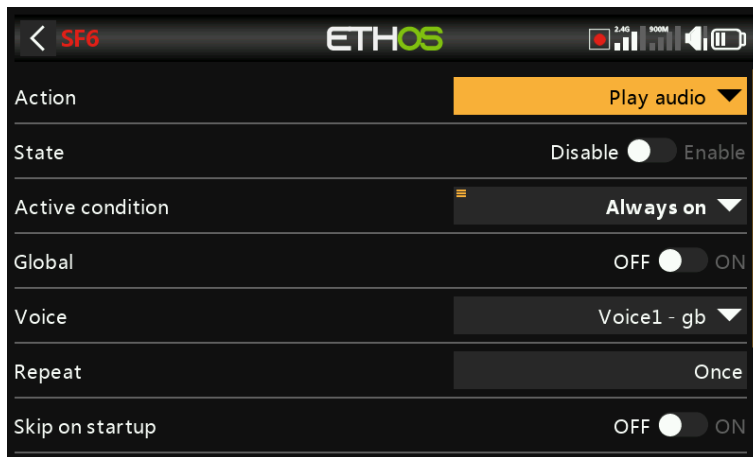 SF6 ETHOS 2.4G 900M
Action Play audio
State Disable Enable
Active condition Always on
Global OFF ON
Voice Voice1 - gb
Repeat Once
Skip on startup OFF ON